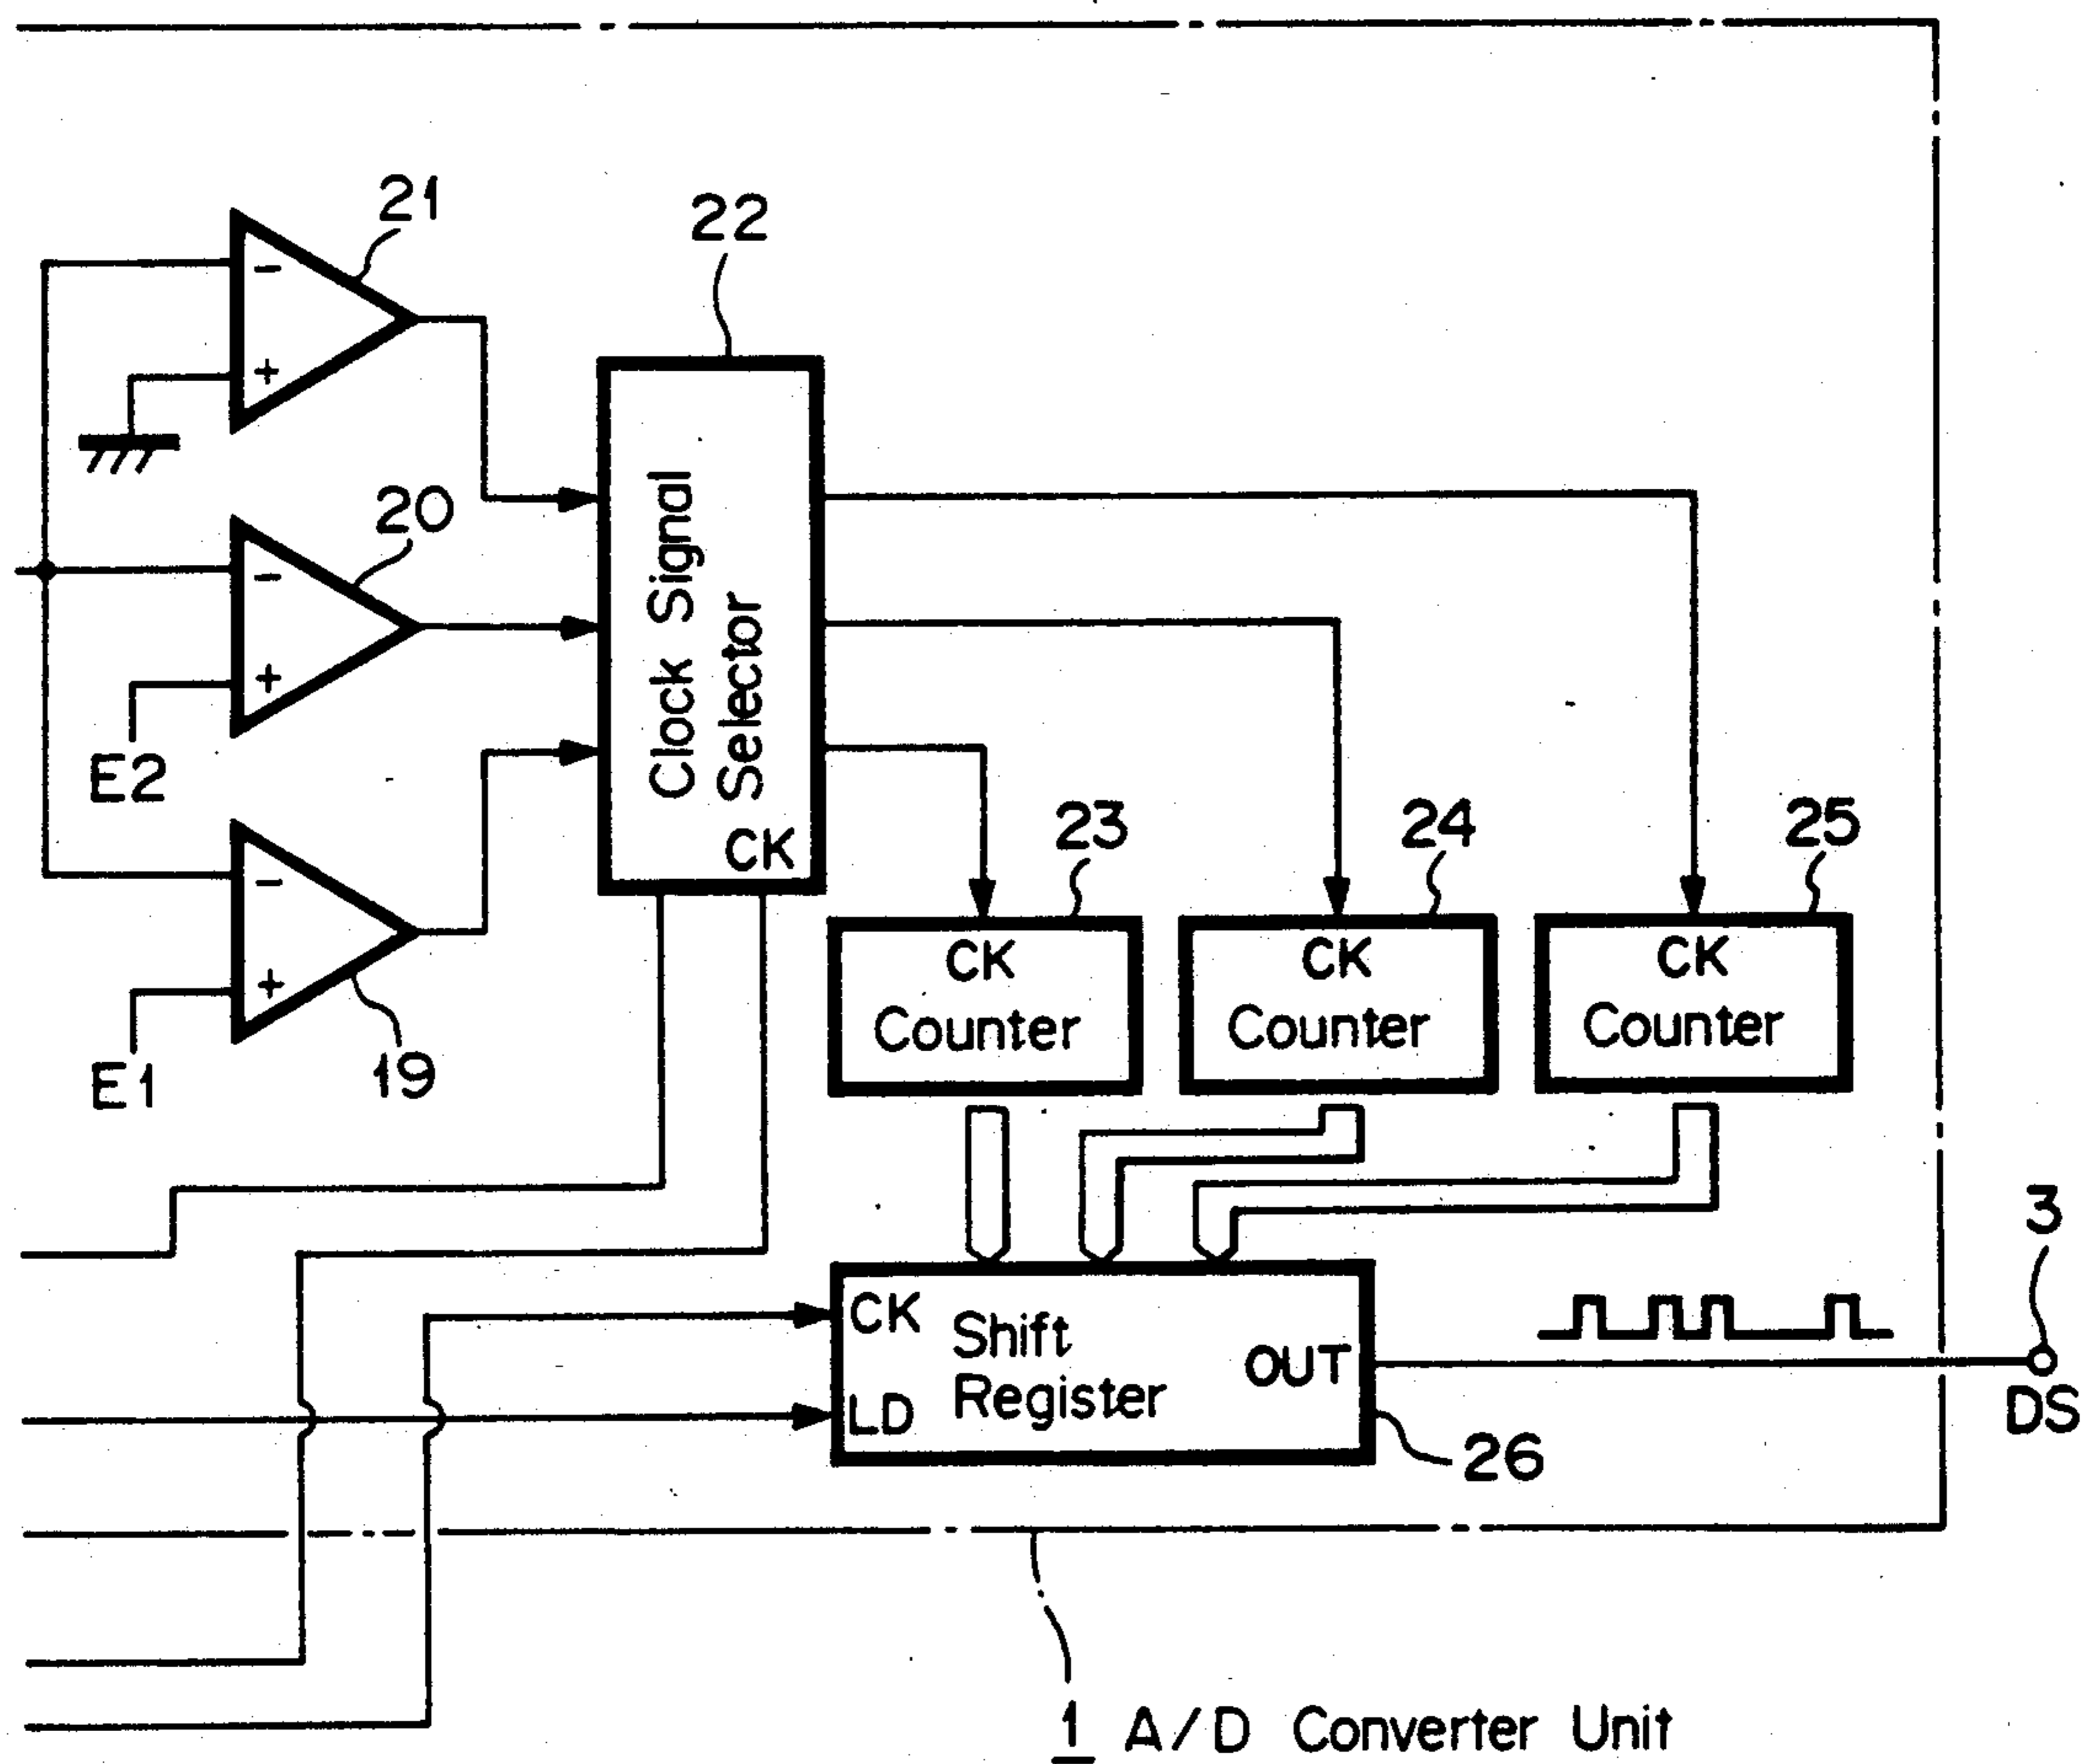 21
22
-
+
20
-
+
E2
Clock Signal
Selector
CK
23
24
25
-
+
E1
19
CK
Counter
CK
Counter
CK
Counter
3
CK
Shift
Register
OUT
LD
DS
26
1 A/D Converter Unit